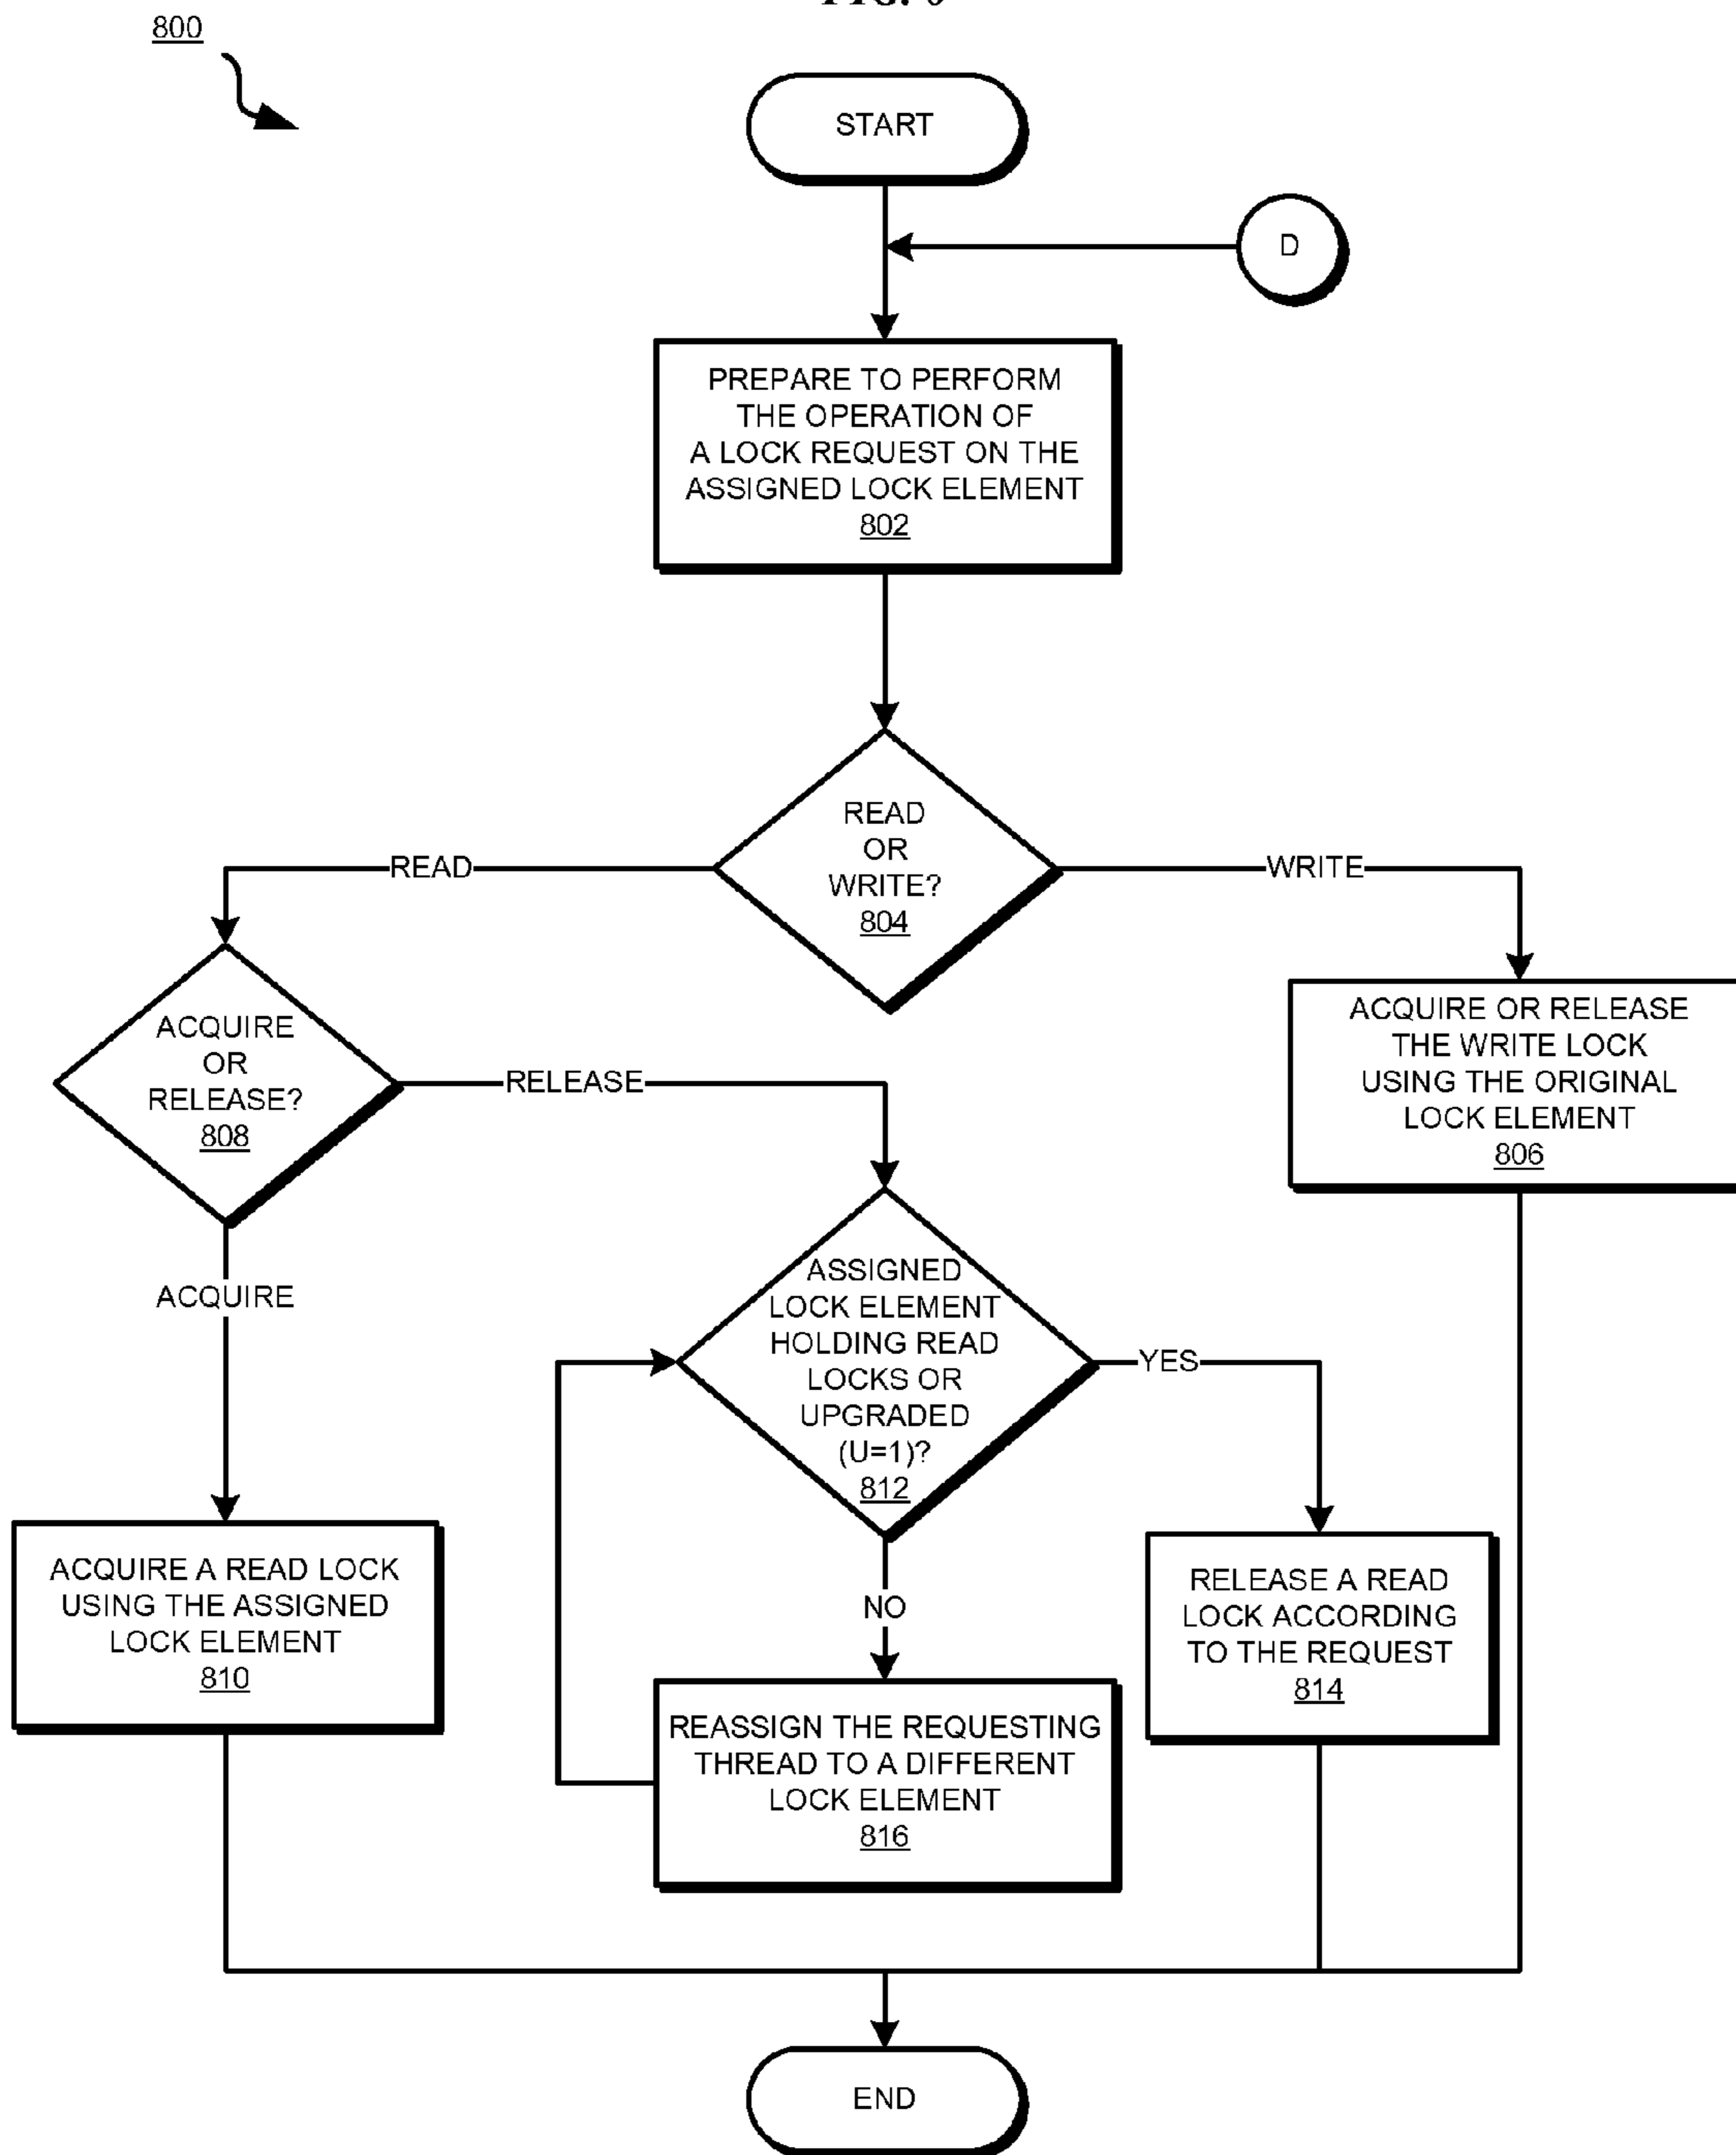 800
START
D
PREPARE TO PERFORM
THE OPERATION OF
A LOCK REQUEST ON THE
ASSIGNED LOCK ELEMENT
802
READ
OR
WRITE?
804
READ
WRITE
ACQUIRE
OR
RELEASE?
808
RELEASE
ACQUIRE OR RELEASE
THE WRITE LOCK
USING THE ORIGINAL
LOCK ELEMENT
806
ACQUIRE
ASSIGNED
LOCK ELEMENT
HOLDING READ
LOCKS OR
UPGRADED
(U=1)?
812
YES
NO
ACQUIRE A READ LOCK
USING THE ASSIGNED
LOCK ELEMENT
810
RELEASE A READ
LOCK ACCORDING
TO THE REQUEST
814
REASSIGN THE REQUESTING
THREAD TO A DIFFERENT
LOCK ELEMENT
816
END